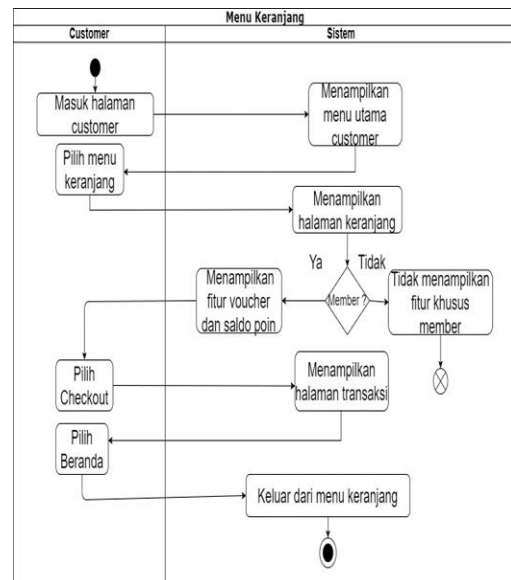 Menu Keranjang
Customer
Sistem
Masuk halaman
customer
Menampilkan
menu utama
customer
Pilih menu
keranjang
Menampilkan
halaman keranjang
Ya
Tidak
Member ?
Menampilkan
fitur voucher
dan saldo poin
Tidak menampilkan
fitur khusus
member
Pilih
Checkout
Menampilkan
halaman transaksi
Pilih
Beranda
Keluar dari menu keranjang